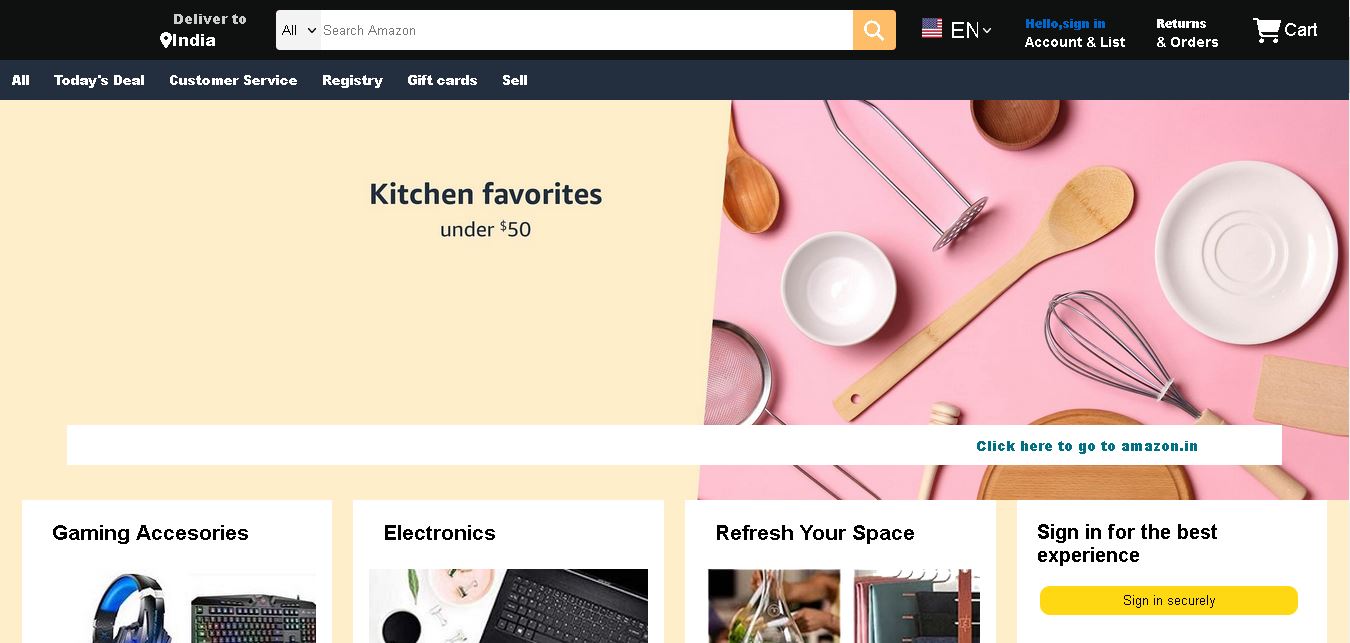 Deliver to
India
All
Search Amazon
EN
Hello,sign in
Account & List
Returns
& Orders
Cart
All Today's Deal Customer Service Registry Gift cards Sell
Kitchen favorites
under $50
Click here to go to amazon.in
Gaming Accesories
Electronics
Refresh Your Space
Sign in for the best
experience
Sign in securely